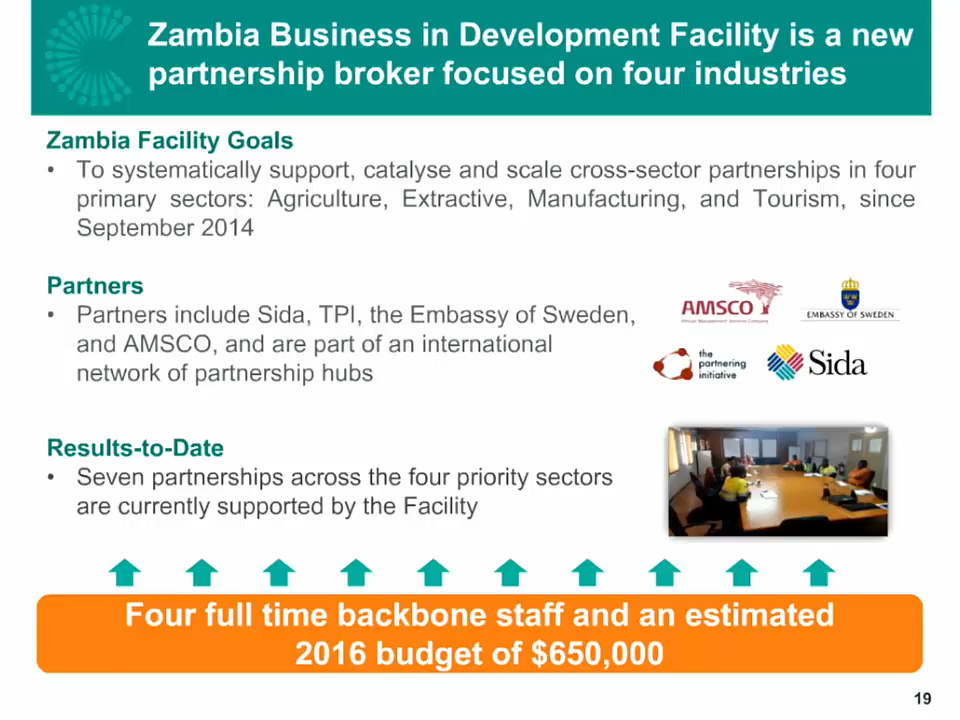 Zambia Business in Development Facility is a new
partnership broker focused on four industries
Zambia Facility Goals
• To systematically support, catalyse and scale cross-sector partnerships in four
primary sectors: Agriculture, Extractive, Manufacturing, and Tourism, since
September 2014
Partners
• Partners include Sida, TPI, the Embassy of Sweden,
and AMSCO, and are part of an international
network of partnership hubs
AMSCO
African Management Services Company
EMBASSY OF SWEDEN
the
partnering
initiative
Sida
Results-to-Date
• Seven partnerships across the four priority sectors
are currently supported by the Facility
Four full time backbone staff and an estimated
2016 budget of $650,000
19